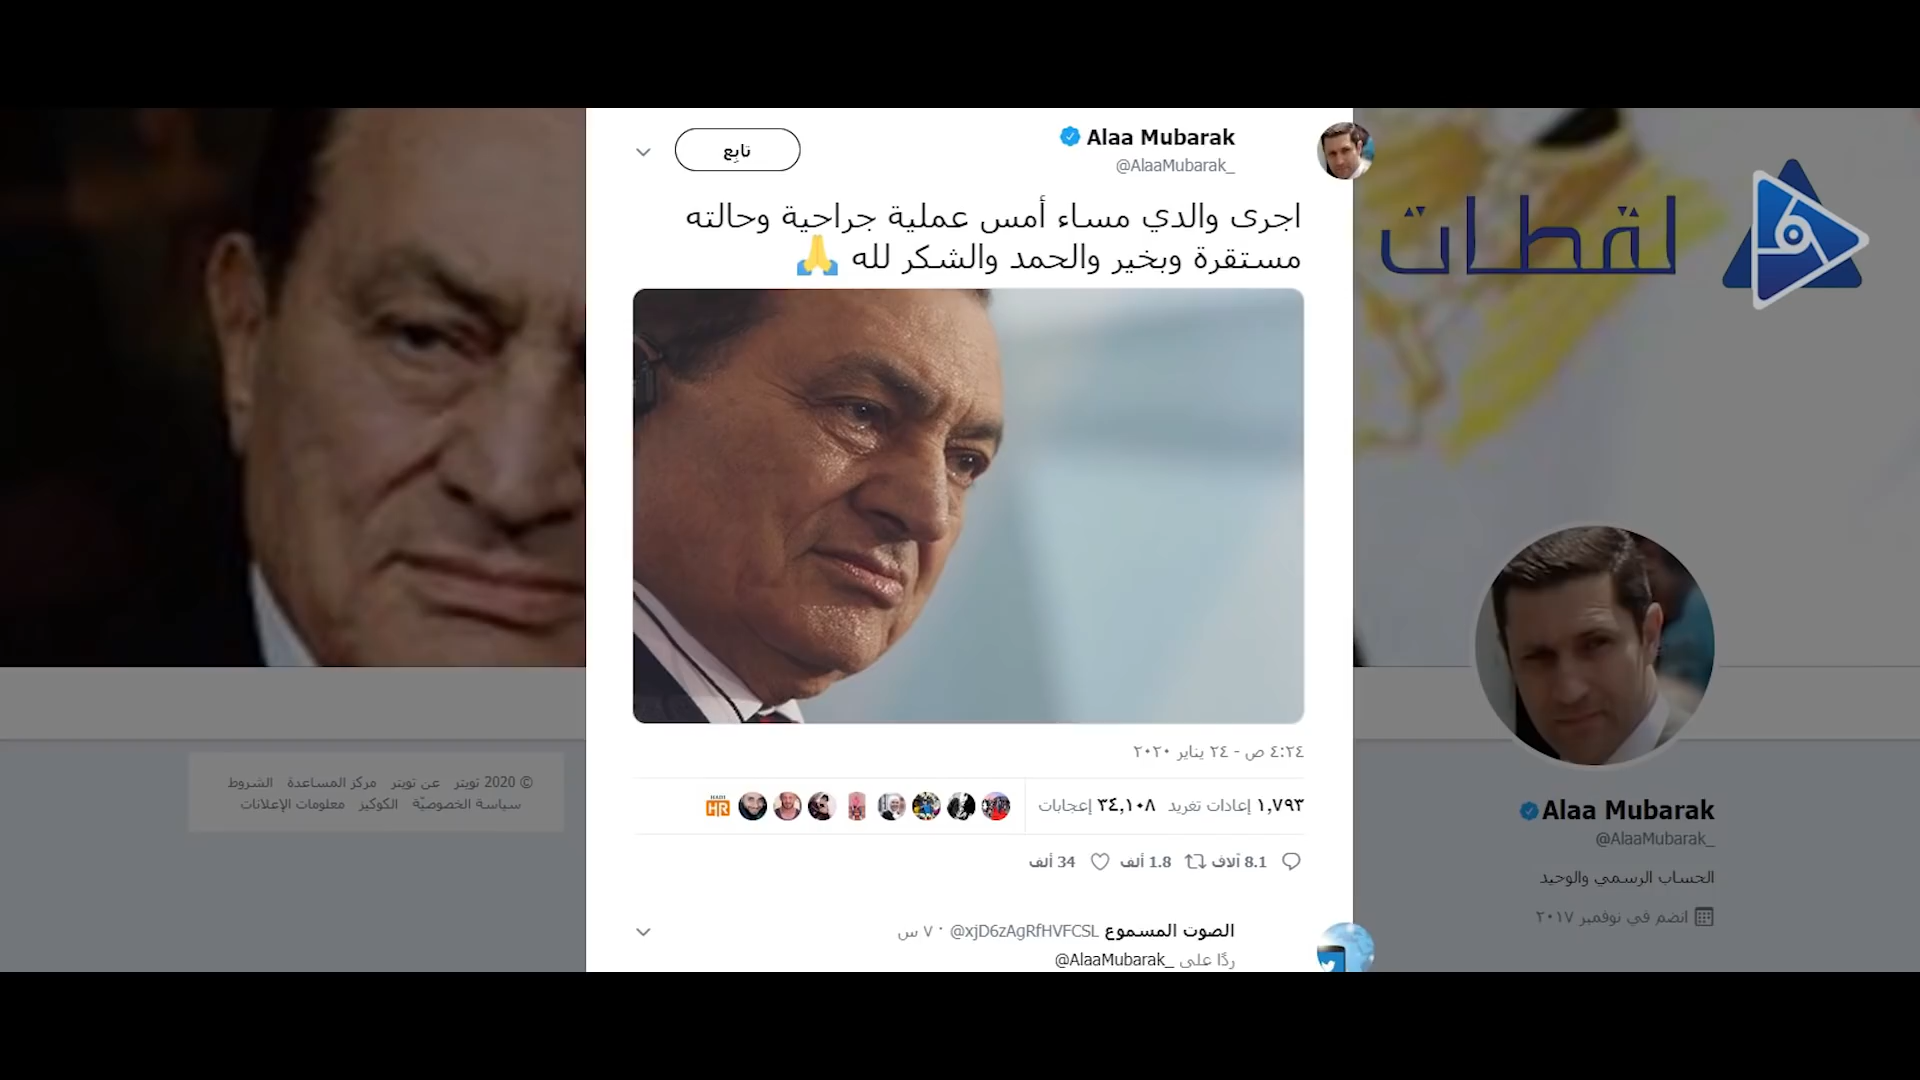 Alaa Mubarak
@AlaaMubarak_
تابِع
اجرى والدي مساء أمس عملية جراحية وحالته
مستقرة وبخير والحمد والشكر لله 🙏
٤:٢٤ ص - ٢٤ يناير ٢٠٢٠
١,٧٩٣ إعادات تغريد ٣٤,١٠٨ إعجابات
HR
8.1 آلاف 1.8 ألف 34 ألف
الصوت المسموع @xjD6zAgRfHVFCSL · ٧ س
ردًا على @AlaaMubarak_
لقطات
Alaa Mubarak
@AlaaMubarak_
الحساب الرسمي والوحيد
انضم في نوفمبر ٢٠١٧
© 2020 تويتر عن تويتر مركز المساعدة الشروط
سياسة الخصوصيّة الكوكيز معلومات الإعلانات